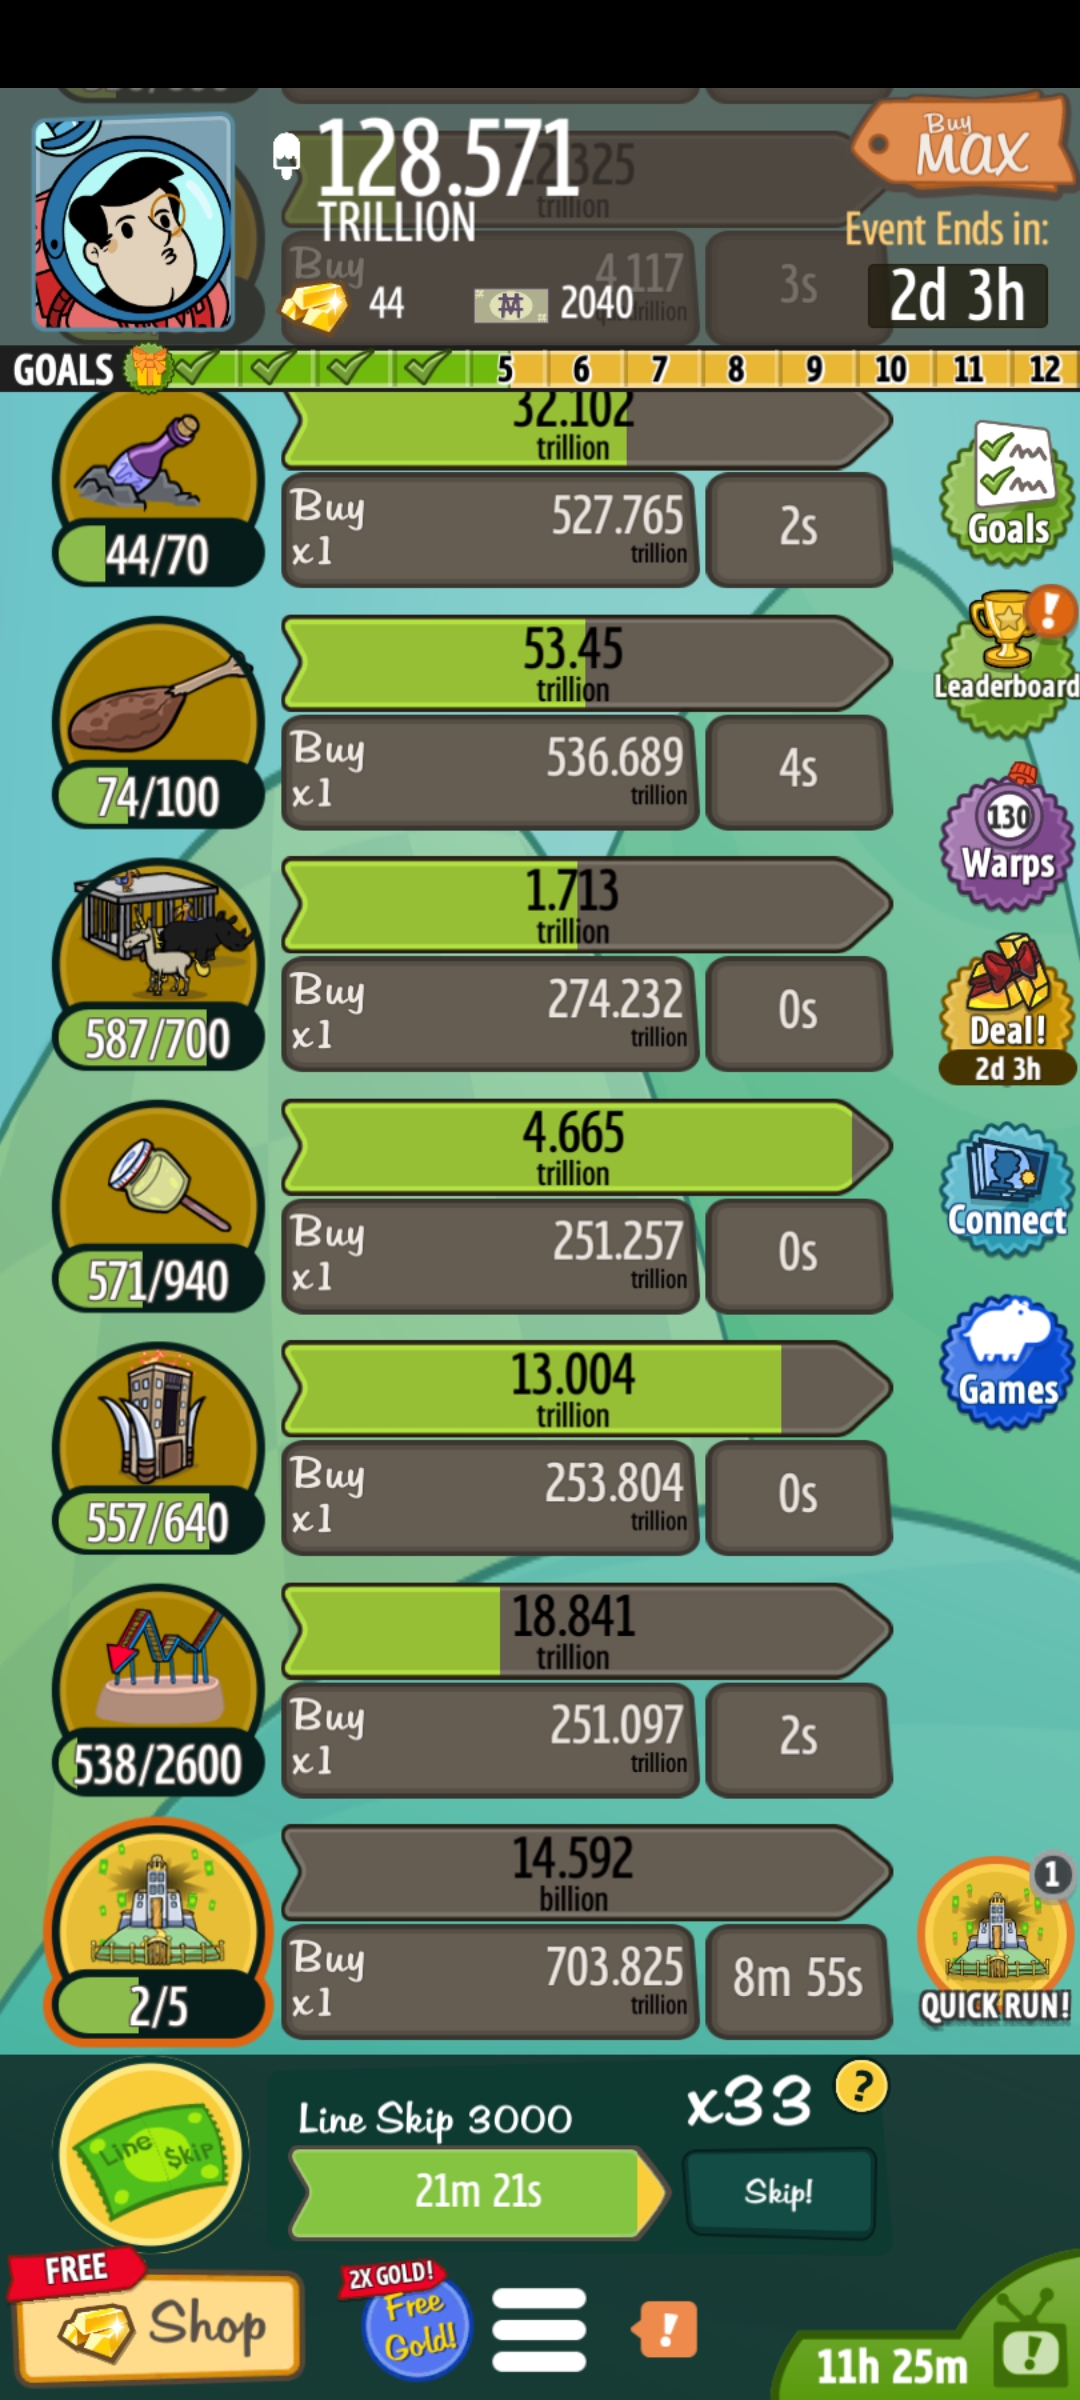 128.571
TRILLION
Buy
MAX
Event Ends in:
2d 3h
44
2040
trillion
Buy
4.117
3s
GOALS
5
6
7
8
9
10
11
12
32.102
trillion
Buy
x1
527.765
trillion
2s
44/70
Goals
53.45
trillion
Buy
x1
536.689
trillion
4s
74/100
Leaderboard
!
1.713
trillion
Buy
x1
274.232
trillion
0s
587/700
130
Warps
Deal!
2d 3h
4.665
trillion
Buy
x1
251.257
trillion
0s
571/940
Connect
13.004
trillion
Buy
x1
253.804
trillion
0s
557/640
Games
18.841
trillion
Buy
x1
251.097
trillion
2s
538/2600
14.592
billion
Buy
x1
703.825
trillion
8m 55s
2/5
1
QUICK RUN!
Line Skip
Line Skip 3000
x33
?
21m 21s
Skip!
FREE
Shop
2X GOLD!
Free
Gold!
!
11h 25m
!